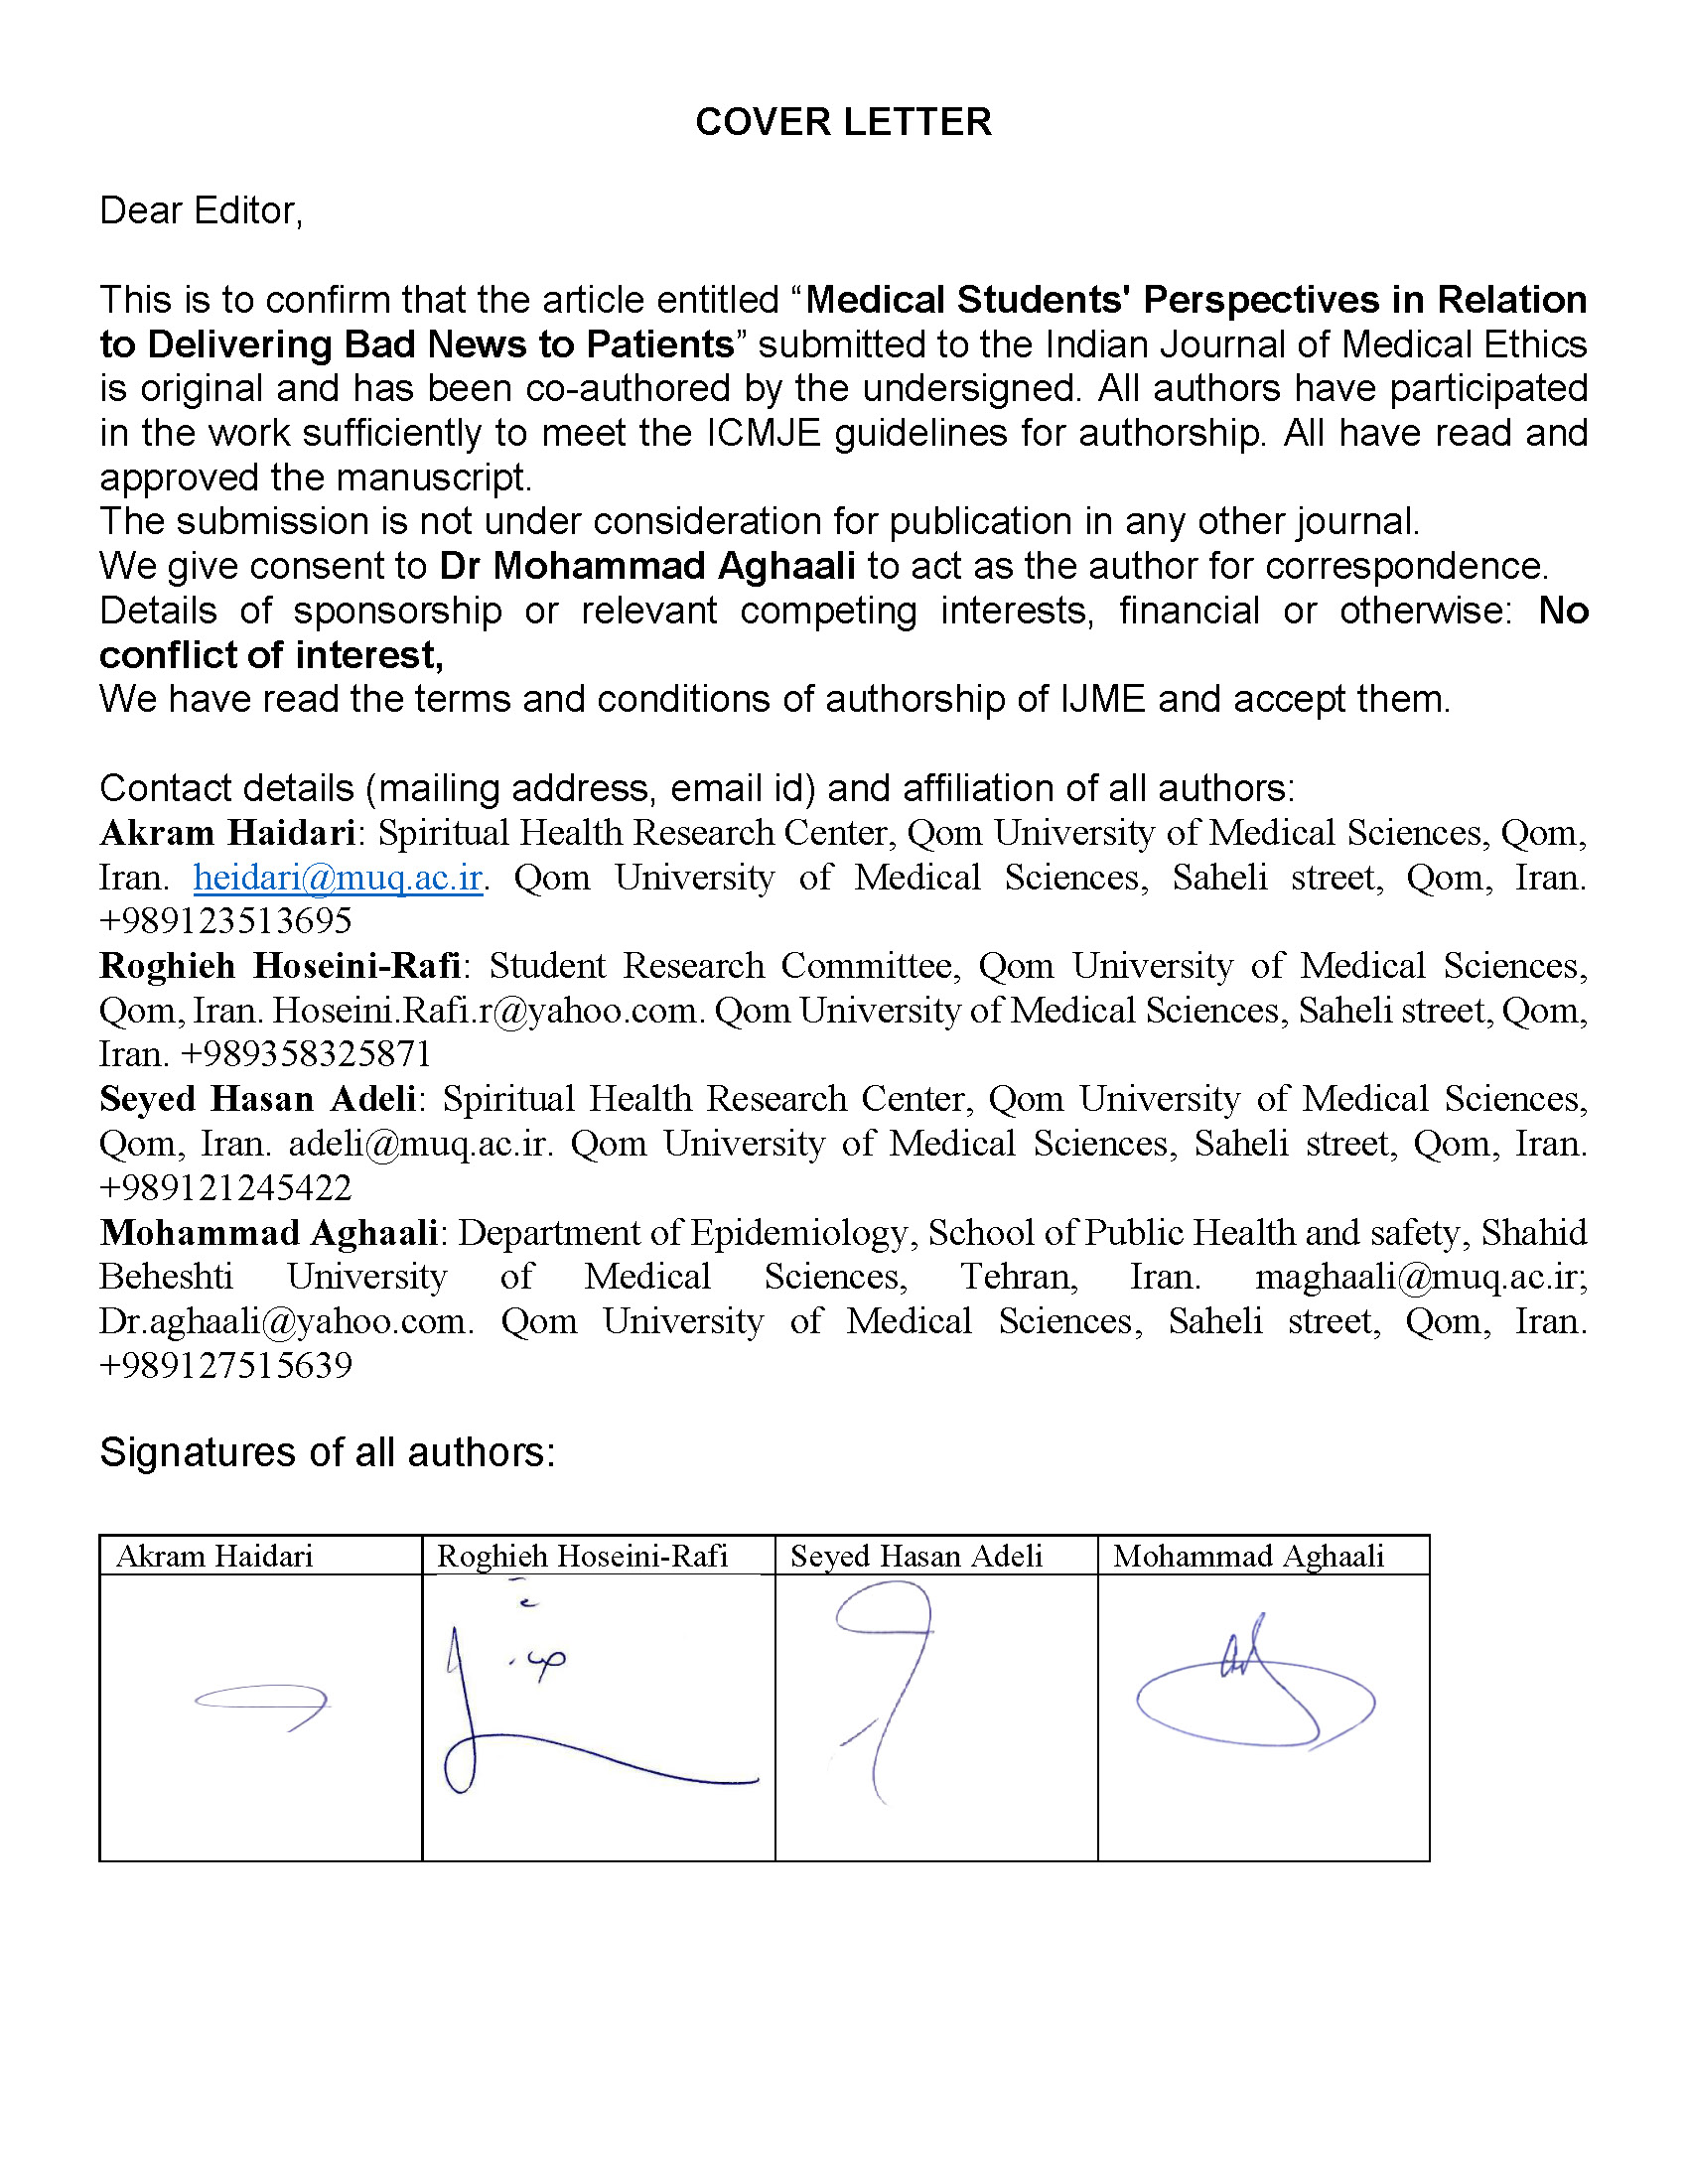 COVER LETTER
Dear Editor,
This is to confirm that the article entitled “Medical Students' Perspectives in Relation
to Delivering Bad News to Patients” submitted to the Indian Journal of Medical Ethics
is original and has been co-authored by the undersigned. All authors have participated
in the work sufficiently to meet the ICMJE guidelines for authorship. All have read and
approved the manuscript.
The submission is not under consideration for publication in any other journal.
We give consent to Dr Mohammad Aghaali to act as the author for correspondence.
Details of sponsorship or relevant competing interests, financial or otherwise: No
conflict of interest,
We have read the terms and conditions of authorship of IJME and accept them.
Contact details (mailing address, email id) and affiliation of all authors:
Akram Haidari: Spiritual Health Research Center, Qom University of Medical Sciences, Qom,
Iran. heidari@muq.ac.ir. Qom University of Medical Sciences, Saheli street, Qom, Iran.
+989123513695
Roghieh Hoseini-Rafi: Student Research Committee, Qom University of Medical Sciences,
Qom, Iran. Hoseini.Rafi.r@yahoo.com. Qom University of Medical Sciences, Saheli street, Qom,
Iran. +989358325871
Seyed Hasan Adeli: Spiritual Health Research Center, Qom University of Medical Sciences,
Qom, Iran. adeli@muq.ac.ir. Qom University of Medical Sciences, Saheli street, Qom, Iran.
+989121245422
Mohammad Aghaali: Department of Epidemiology, School of Public Health and safety, Shahid
Beheshti University of Medical Sciences, Tehran, Iran. maghaali@muq.ac.ir;
Dr.aghaali@yahoo.com. Qom University of Medical Sciences, Saheli street, Qom, Iran.
+989127515639
Signatures of all authors:
Akram Haidari Roghieh Hoseini-Rafi Seyed Hasan Adeli Mohammad Aghaali